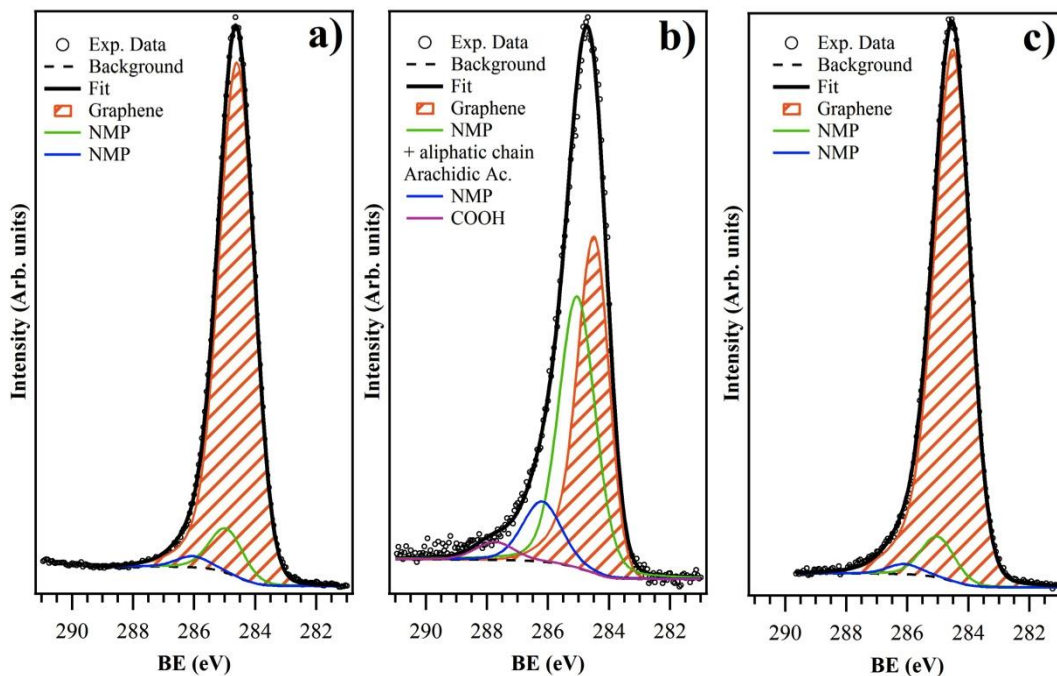 a)
Exp. Data
Background
Fit
Graphene
NMP
NMP
Intensity (Arb. units)
290 288 286 284 282
BE (eV)
b)
Exp. Data
Background
Fit
Graphene
NMP
+ aliphatic chain
Arachidic Ac.
NMP
COOH
Intensity (Arb. units)
290 288 286 284 282
BE (eV)
c)
Exp. Data
Background
Fit
Graphene
NMP
NMP
Intensity (Arb. units)
290 288 286 284 282
BE (eV)